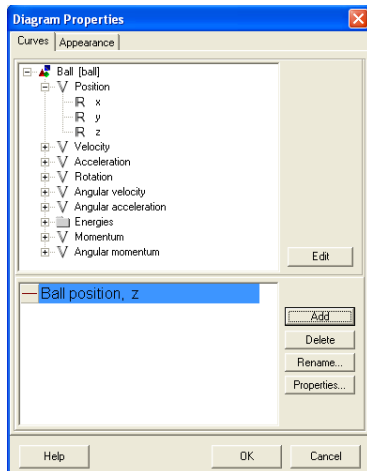 Diagram Properties
Curves Appearance
Ball [ball]
V Position
R x
R y
R z
V Velocity
V Acceleration
V Rotation
V Angular velocity
V Angular acceleration
Energies
V Momentum
V Angular momentum
Edit
Ball position, z
Add
Delete
Rename...
Properties...
Help OK Cancel